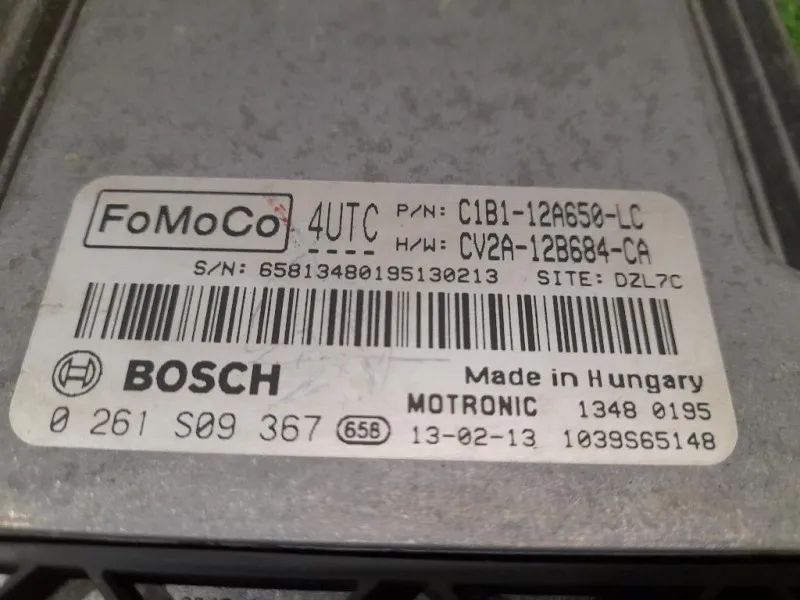 FoMoCo 4UTC P/N: C1B1-12A650-LC
H/W: CV2A-12B684-CA
S/N: 65813480195130213 SITE: DZL7C
BOSCH Made in Hungary
MOTRONIC 1348 0195
0 261 S09 367 658 13-02-13 1039S65148